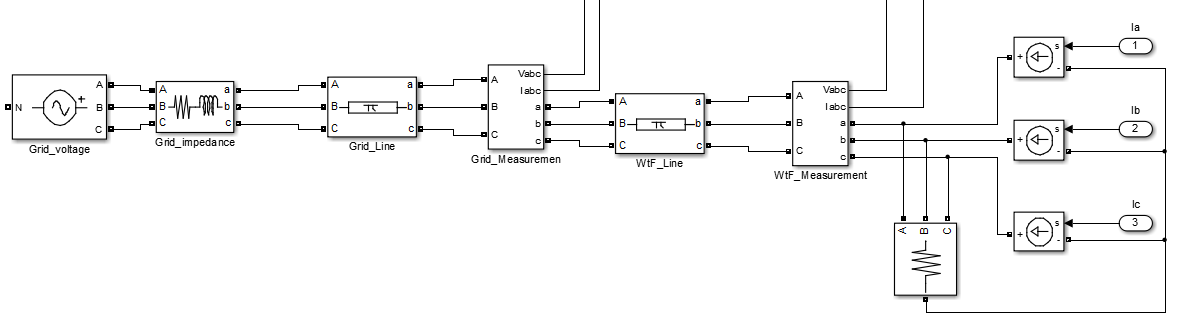 N
A
B
C
+
Grid_voltage
A
B
C
a
b
c
Grid_impedance
A
B
C
a
b
c
Grid_Line
A
B
C
Vabc
Iabc
a
b
c
Grid_Measuremen
A
B
C
a
b
c
WtF_Line
A
B
C
Vabc
Iabc
a
b
c
WtF_Measurement
A
B
C
Ia
1
s
+
-
Ib
2
s
+
-
Ic
3
s
+
-